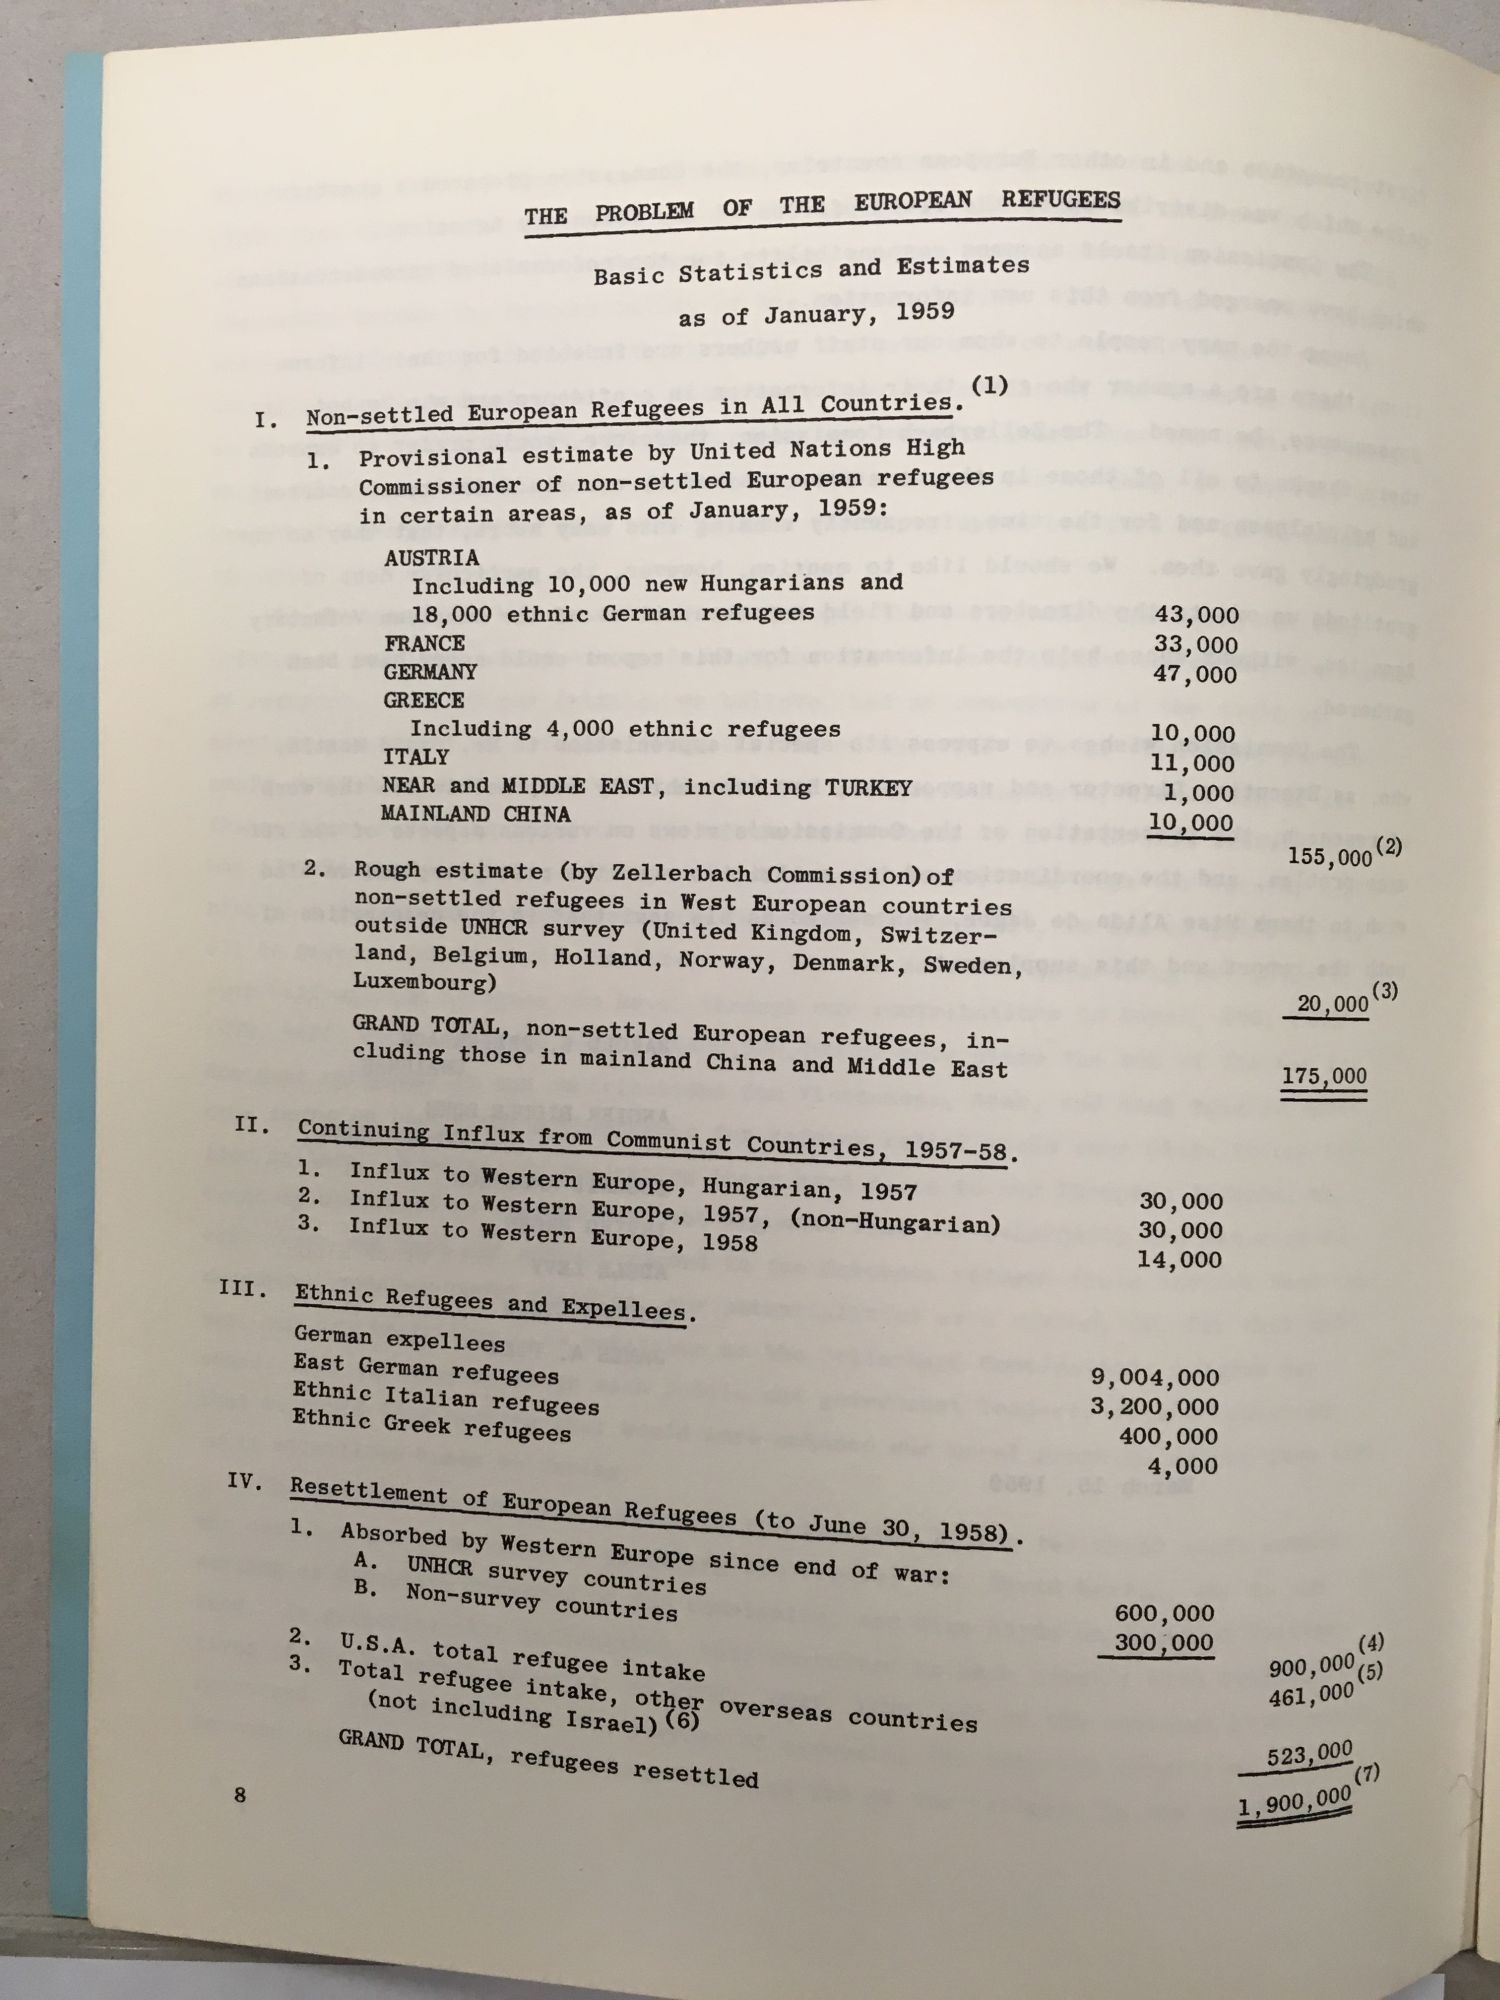 THE PROBLEM OF THE EUROPEAN REFUGEES
Basic Statistics and Estimates
as of January, 1959
I. Non-settled European Refugees in All Countries. (1)
1. Provisional estimate by United Nations High
Commissioner of non-settled European refugees
in certain areas, as of January, 1959:
AUSTRIA
Including 10,000 new Hungarians and
18,000 ethnic German refugees 43,000
FRANCE 33,000
GERMANY 47,000
GREECE
Including 4,000 ethnic refugees 10,000
ITALY 11,000
NEAR and MIDDLE EAST, including TURKEY 1,000
MAINLAND CHINA 10,000
155,000 (2)
2. Rough estimate (by Zellerbach Commission) of
non-settled refugees in West European countries
outside UNHCR survey (United Kingdom, Switzer-
land, Belgium, Holland, Norway, Denmark, Sweden,
Luxembourg) 20,000 (3)
GRAND TOTAL, non-settled European refugees, in-
cluding those in mainland China and Middle East 175,000
II. Continuing Influx from Communist Countries, 1957-58.
1. Influx to Western Europe, Hungarian, 1957 30,000
2. Influx to Western Europe, 1957, (non-Hungarian) 30,000
3. Influx to Western Europe, 1958 14,000
III. Ethnic Refugees and Expellees.
German expellees 9,004,000
East German refugees 3,200,000
Ethnic Italian refugees 400,000
Ethnic Greek refugees 4,000
IV. Resettlement of European Refugees (to June 30, 1958).
1. Absorbed by Western Europe since end of war:
A. UNHCR survey countries 600,000
B. Non-survey countries 300,000
900,000 (4)
2. U.S.A. total refugee intake 461,000 (5)
3. Total refugee intake, other overseas countries
(not including Israel) (6) 523,000
GRAND TOTAL, refugees resettled 1,900,000 (7)
8